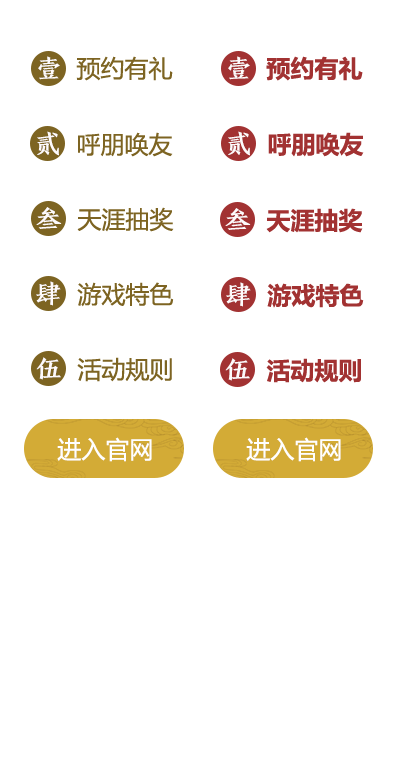 壹 预约有礼 壹 预约有礼
贰 呼朋唤友 贰 呼朋唤友
叁 天涯抽奖 叁 天涯抽奖
肆 游戏特色 肆 游戏特色
伍 活动规则 伍 活动规则
进入官网 进入官网